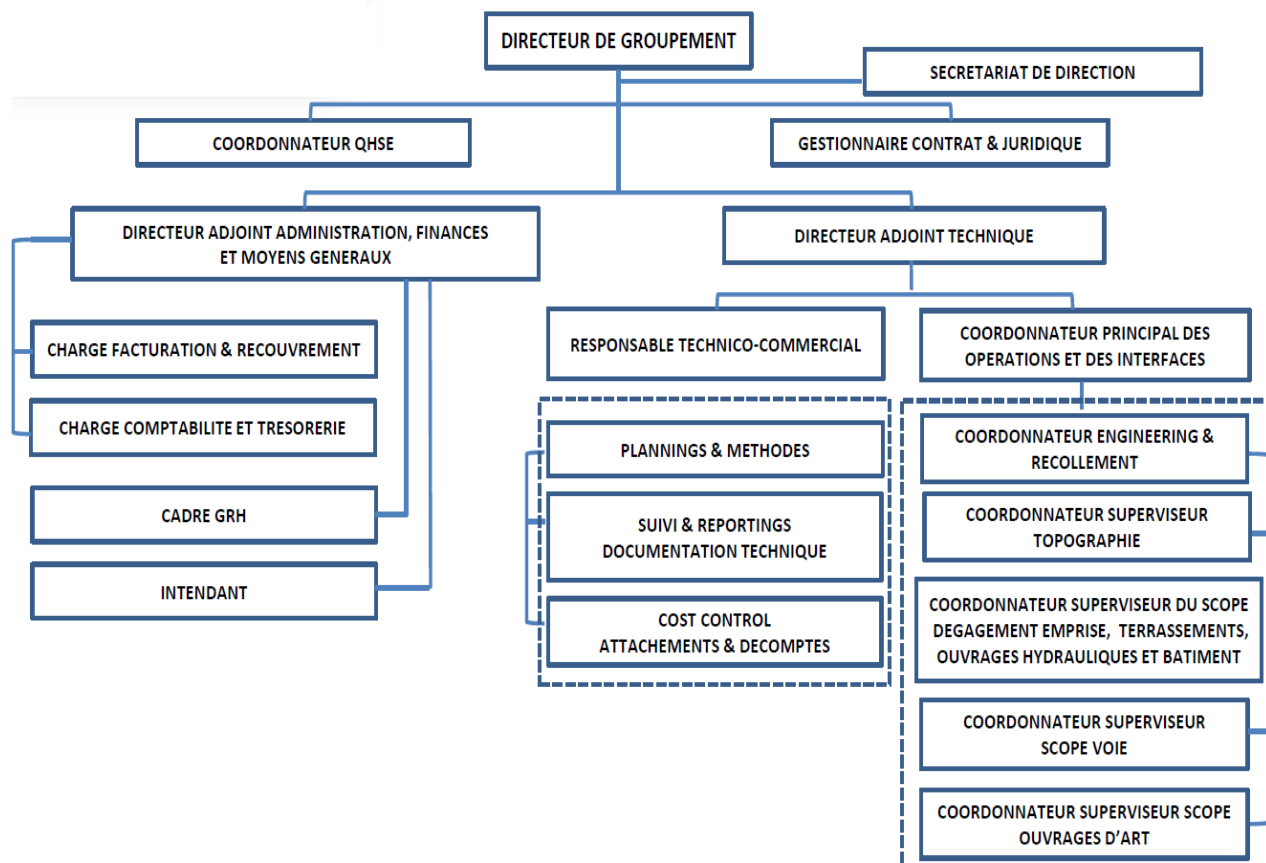 DIRECTEUR DE GROUPEMENT
SECRETARIAT DE DIRECTION
COORDONNATEUR QHSE
GESTIONNAIRE CONTRAT & JURIDIQUE
DIRECTEUR ADJOINT ADMINISTRATION, FINANCES
ET MOYENS GENERAUX
DIRECTEUR ADJOINT TECHNIQUE
CHARGE FACTURATION & RECOUVREMENT
CHARGE COMPTABILITE ET TRESORERIE
CADRE GRH
INTENDANT
RESPONSABLE TECHNICO-COMMERCIAL
PLANNINGS & METHODES
SUIVI & REPORTINGS
DOCUMENTATION TECHNIQUE
COST CONTROL
ATTACHEMENTS & DECOMPTES
COORDONNATEUR PRINCIPAL DES
OPERATIONS ET DES INTERFACES
COORDONNATEUR ENGINEERING &
RECOLLEMENT
COORDONNATEUR SUPERVISEUR
TOPOGRAPHIE
COORDONNATEUR SUPERVISEUR DU SCOPE
DEGAGEMENT EMPRISE, TERRASSEMENTS,
OUVRAGES HYDRAULIQUES ET BATIMENT
COORDONNATEUR SUPERVISEUR
SCOPE VOIE
COORDONNATEUR SUPERVISEUR SCOPE
OUVRAGES D'ART